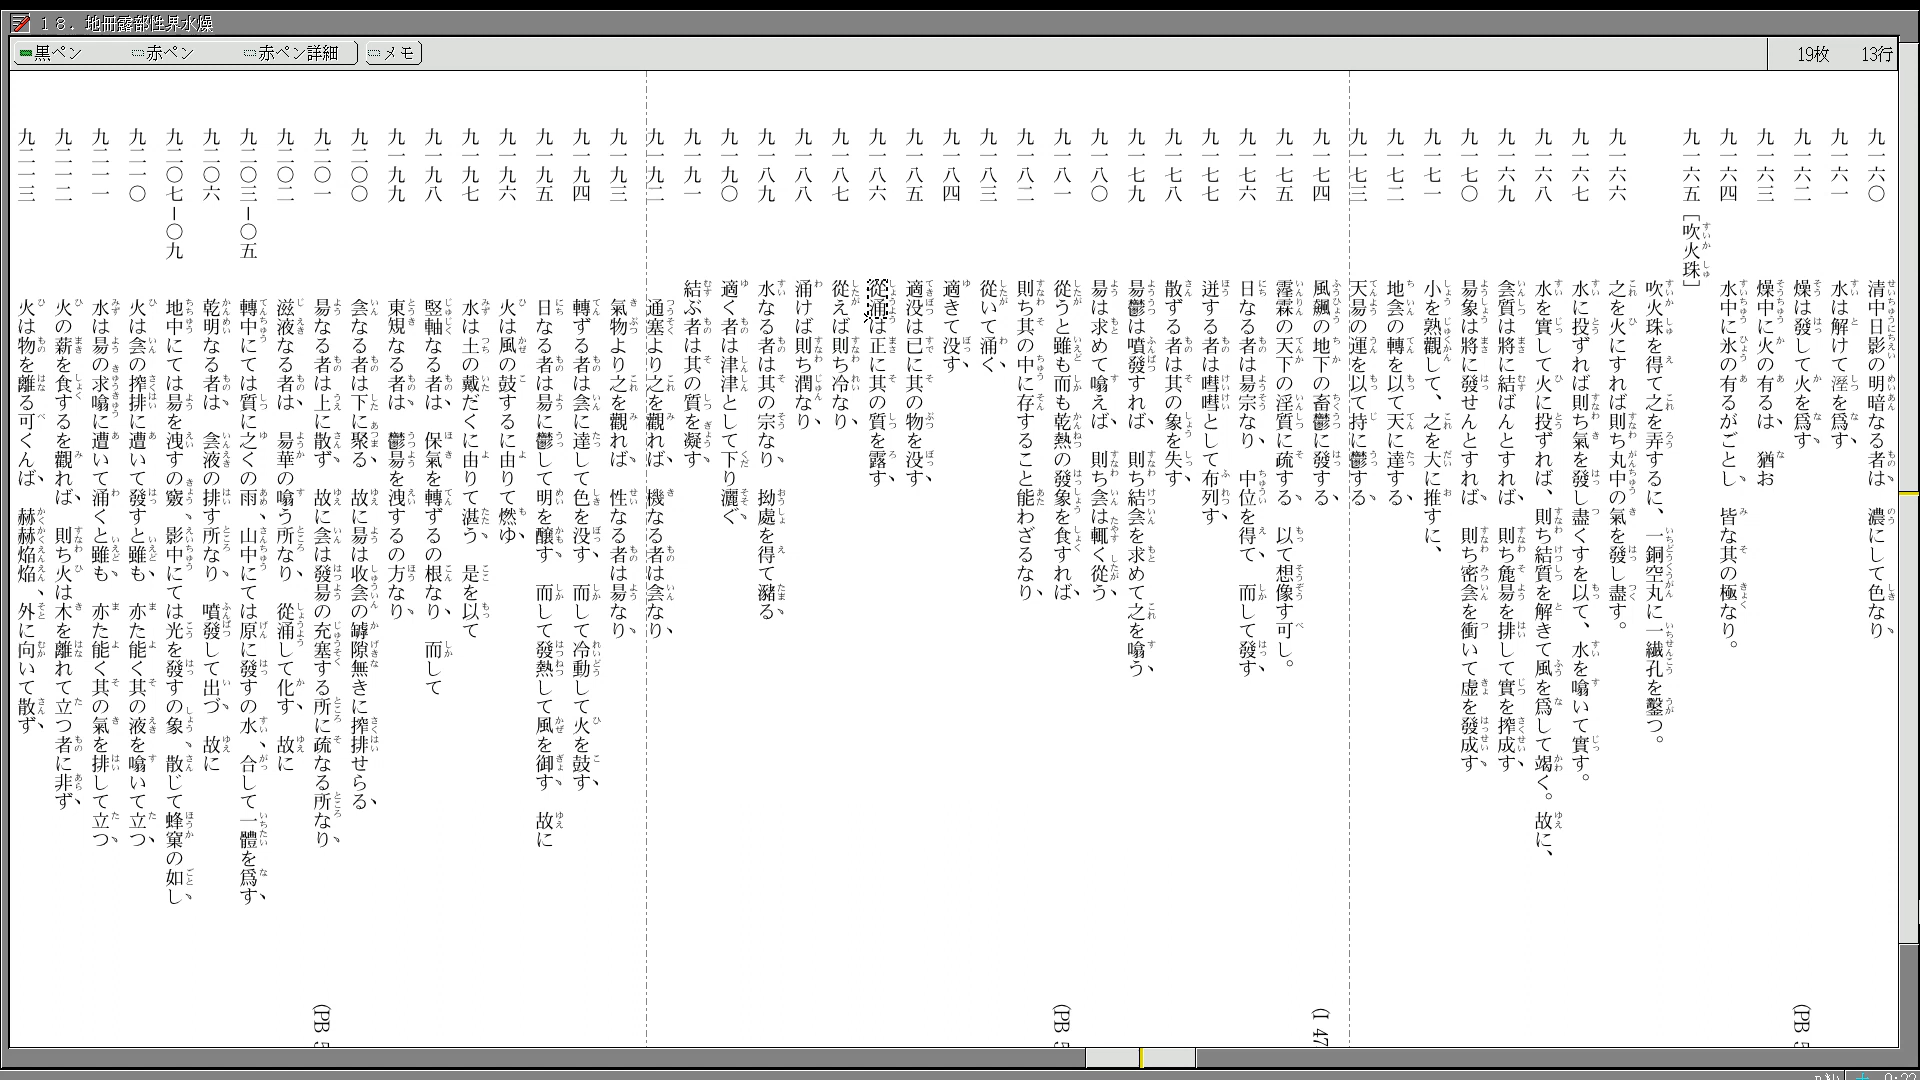 18．地冊露部性界水燥
黒ペン　赤ペン　赤ペン詳細　メモ　19枚　13行
九一六〇　清中日影の明暗なる者は、濃にして色なり、
九一六一　水は解けて溼を爲す、
九一六二　燥は發して火を爲す、 (PB 5
九一六三　燥中に火の有るは、猶お
九一六四　水中に氷の有るがごとし、皆な其の極なり。
九一六五 [吹火珠]
吹火珠を得て之を弄するに、一銅空丸に一繊孔を鑿つ。
九一六六　之を火にすれば則ち丸中の氣を發し盡す。
九一六七　水に投ずれば則ち氣を發し盡くすを以て、水を噏いて實す。
九一六八　水を實して火に投ずれば、則ち結質を解きて風を爲して竭く。故に、
九一六九　侌質は將に結ばんとすれば、則ち麁昜を排して實を搾成す、
九一七〇　昜象は將に發せんとすれば、則ち密侌を衝いて虚を發成す、
九一七一　小を熟觀して、之を大に推すに、
九一七二　地侌の轉を以て天に達する、
九一七三　天昜の運を以て持に鬱する、
九一七四　風飆の地下の畜鬱に發する、 (I 47
九一七五　霪霖の天下の淫質に疏する、以て想像す可し。
九一七六　日なる者は昜宗なり、中位を得て、而して發す、
九一七七　迸する者は嘒嘒として布列す、
九一七八　散ずる者は其の象を失す、
九一七九　昜鬱は噴發すれば、則ち結侌を求めて之を噏う、
九一八〇　昜は求めて噏えば、則ち侌は輒く從う、
九一八一　從うと雖も而も乾熱の發象を食すれば、 (PB 5
九一八二　則ち其の中に存すること能わざるなり、
九一八三　從いて涌く、
九一八四　適きて没す、
九一八五　適没は已に其の物を没す、
九一八六　從涌は正に其の質を露す、
九一八七　從えば則ち冷なり、
九一八八　涌けば則ち潤なり、
九一八九　水なる者は其の宗なり、拗處を得て瀦る、
九一九〇　適く者は津津として下り灑ぐ、
九一九一　結ぶ者は其の質を凝す、
九一九二　通塞より之を觀れば、機なる者は侌なり、
九一九三　氣物より之を觀れば、性なる者は昜なり、
九一九四　轉ずる者は侌に達して色を没す、而して冷動して火を鼓す、
九一九五　日なる者は昜に鬱して明を釀す、而して發熱して風を御す、故に
九一九六　火は風の鼓するに由りて燃ゆ、
九一九七　水は土の戴だくに由りて湛う、是を以て
九一九八　竪軸なる者は、保氣を轉ずるの根なり、而して
九一九九　東規なる者は、鬱昜を洩するの方なり、
九二〇〇　侌なる者は下に聚る、故に昜は收侌の罅隙無きに搾排せらる、
九二〇一　昜なる者は上に散ず、故に侌は發昜の充塞する所に疏なる所なり、 (PB 5
九二〇二　滋液なる者は、昜華の噏う所なり、從涌して化す、故に
九二〇三ー〇五　轉中にては質に之くの雨、山中にては原に發すの水、合して一體を爲す、
九二〇六　乾明なる者は、侌液の排す所なり、噴發して出づ、故に
九二〇七ー〇九　地中にては昜を洩すの竅、影中にては光を發すの象、散じて蜂窠の如し、
九二一〇　火は侌の搾排に遭いて發すと雖も、亦た能く其の液を噏いて立つ、
九二一一　水は昜の求噏に遭いて涌くと雖も、亦た能く其の氣を排して立つ、
九二一二　火の薪を食するを觀れば、則ち火は木を離れて立つ者に非ず、
九二一三　火は物を離る可くんば、赫赫焰焰、外に向いて散ず、